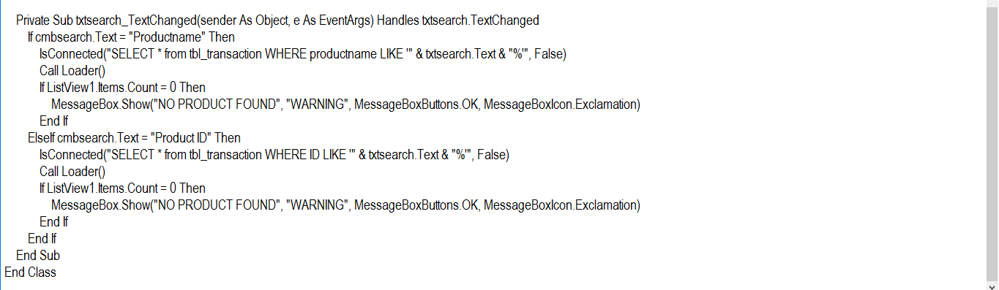 Private Sub txtsearch_TextChanged(sender As Object, e As EventArgs) Handles txtsearch.TextChanged
If cmbsearch.Text = "Productname" Then
IsConnected("SELECT * from tbl_transaction WHERE productname LIKE '" & txtsearch.Text & "%'", False)
Call Loader()
If ListView1.Items.Count = 0 Then
MessageBox.Show("NO PRODUCT FOUND", "WARNING", MessageBoxButtons.OK, MessageBoxIcon.Exclamation)
End If
ElseIf cmbsearch.Text = "Product ID" Then
IsConnected("SELECT * from tbl_transaction WHERE ID LIKE '" & txtsearch.Text & "%'", False)
Call Loader()
If ListView1.Items.Count = 0 Then
MessageBox.Show("NO PRODUCT FOUND", "WARNING", MessageBoxButtons.OK, MessageBoxIcon.Exclamation)
End If
End If
End Sub
End Class